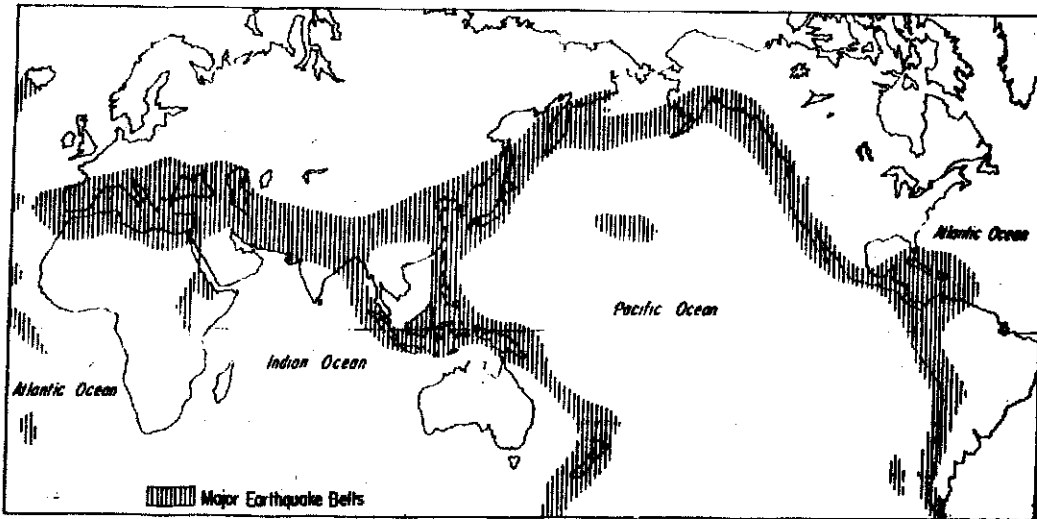 Atlantic Ocean
Pacific Ocean
Indian Ocean
Atlantic Ocean
Major Earthquake Belts